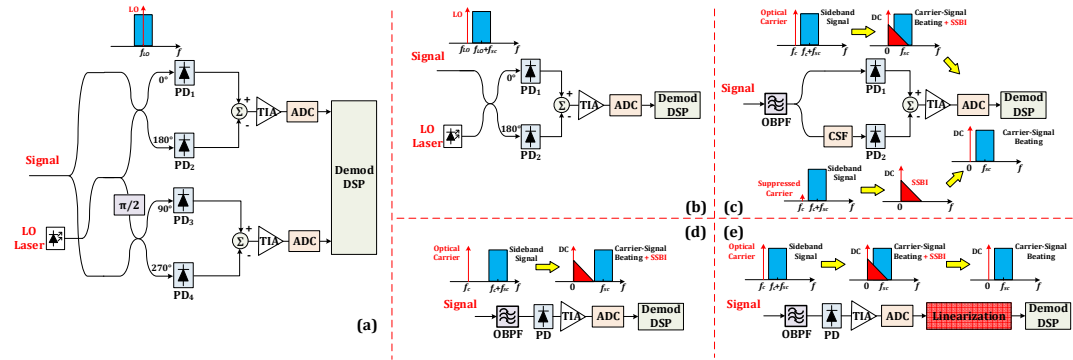 LO
f_LO
f
Signal
0°
PD1
180°
PD2
π/2
90°
PD3
270°
PD4
LO
Laser
+
Σ
-
TIA
ADC
+
Σ
-
TIA
ADC
Demod
DSP
(a)
LO
f_LO f_LO+f_sc f
Signal
0°
PD1
LO
Laser
180°
PD2
+
Σ
-
TIA
ADC
Demod
DSP
(b)
Optical
Carrier
Sideband
Signal
f_c f_c+f_sc f
DC
Carrier-Signal
Beating + SSBI
0 f_sc f
Signal
OBPF
PD1
CSF
PD2
+
Σ
-
TIA
ADC
Demod
DSP
DC
Carrier-Signal
Beating
0 f_sc f
Suppressed
Carrier
Sideband
Signal
f_c f_c+f_sc f
DC
SSBI
0 f
(c)
(d)
Optical
Carrier
Sideband
Signal
f_c f_c+f_sc f
DC
Carrier-Signal
Beating + SSBI
0 f_sc f
Signal
OBPF
PD
TIA
ADC
Demod
DSP
(e)
Optical
Carrier
Sideband
Signal
f_c f_c+f_sc f
DC
Carrier-Signal
Beating + SSBI
0 f_sc f
DC
Carrier-Signal
Beating
0 f_sc f
Signal
OBPF
PD
TIA
ADC
Linearization
Demod
DSP